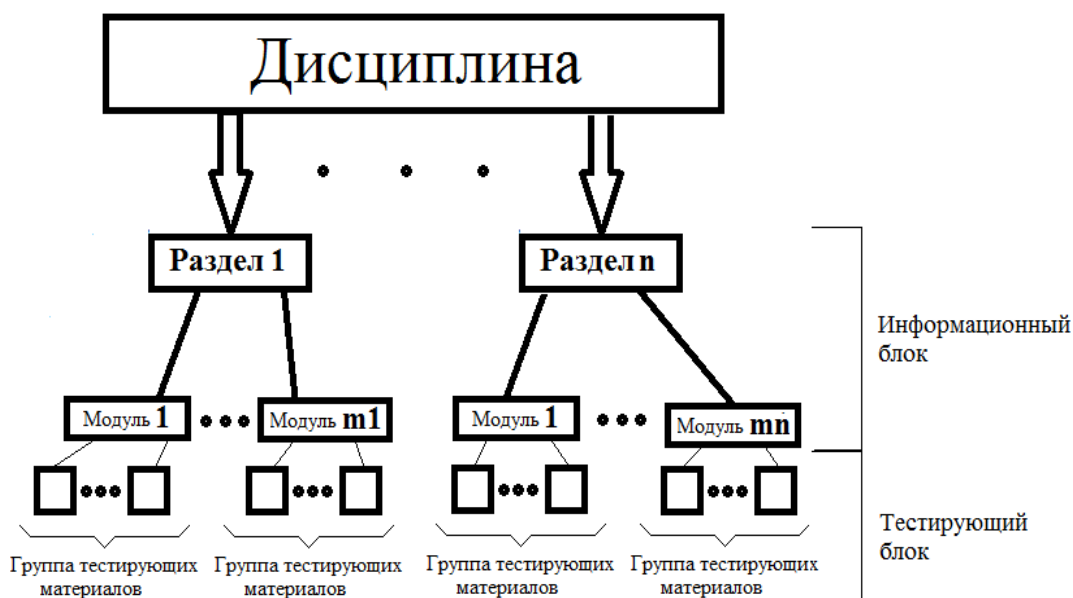 Дисциплина
Раздел 1
Раздел n
Информационный
блок
Модуль 1
Модуль m1
Модуль 1
Модуль mn
Тестирующий
блок
Группа тестирующих
материалов
Группа тестирующих
материалов
Группа тестирующих
материалов
Группа тестирующих
материалов